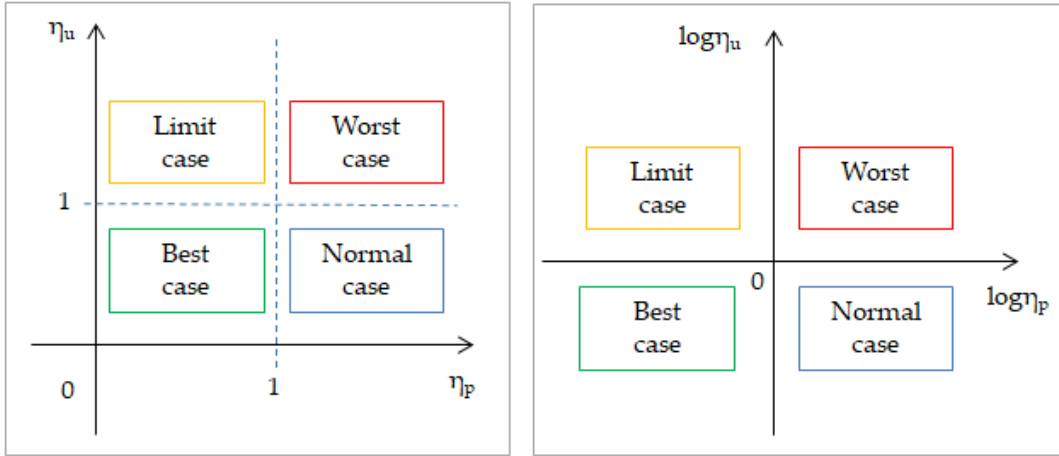 ηu
Limit
case
Worst
case
1
Best
case
Normal
case
0
1
ηp
logηu
Limit
case
Worst
case
0
logηp
Best
case
Normal
case